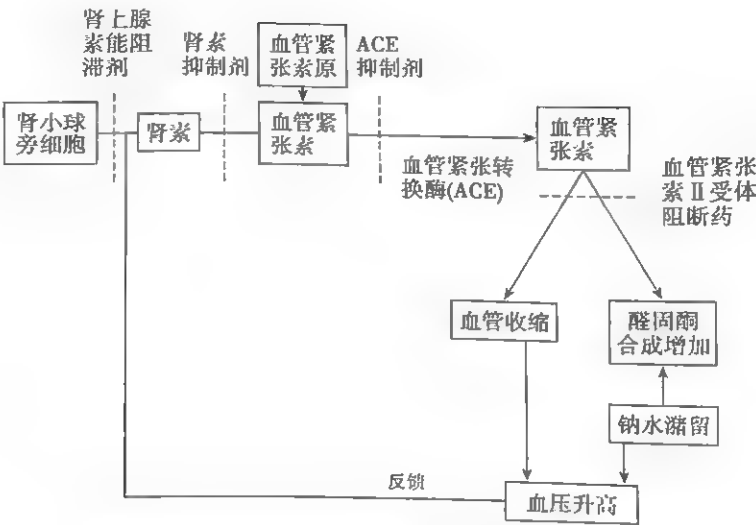 肾上腺
素能阻
滞剂
肾素
抑制剂
血管紧
张素原
ACE
抑制剂
肾小球
旁细胞
肾素
血管紧
张素
血管紧
张素
血管紧张转
换酶(ACE)
血管紧张
素Ⅱ受体
阻断药
血管收缩
醛固酮
合成增加
钠水潴留
反馈
血压升高